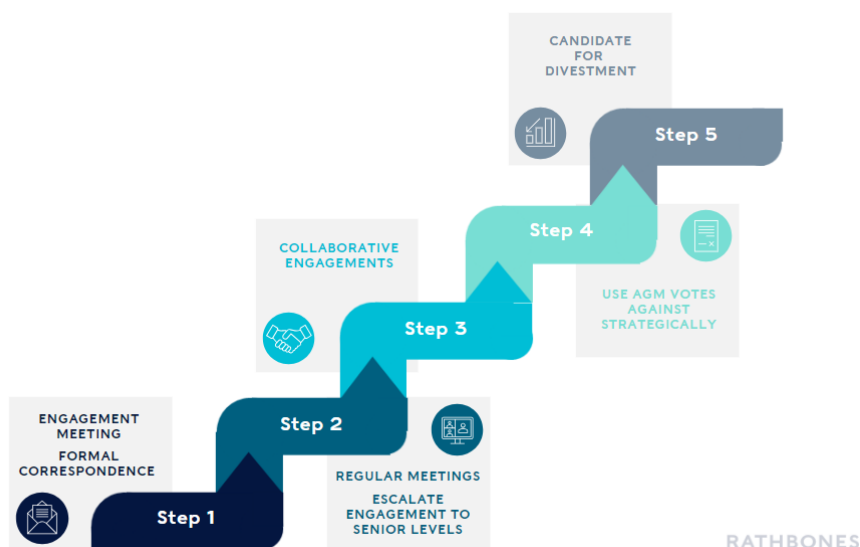 ENGAGEMENT
MEETING
FORMAL
CORRESPONDENCE
Step 1
Step 2
REGULAR MEETINGS
ESCALATE
ENGAGEMENT TO
SENIOR LEVELS
COLLABORATIVE
ENGAGEMENTS
Step 3
Step 4
USE AGM VOTES
AGAINST
STRATEGICALLY
CANDIDATE
FOR
DIVESTMENT
Step 5
RATHBONES